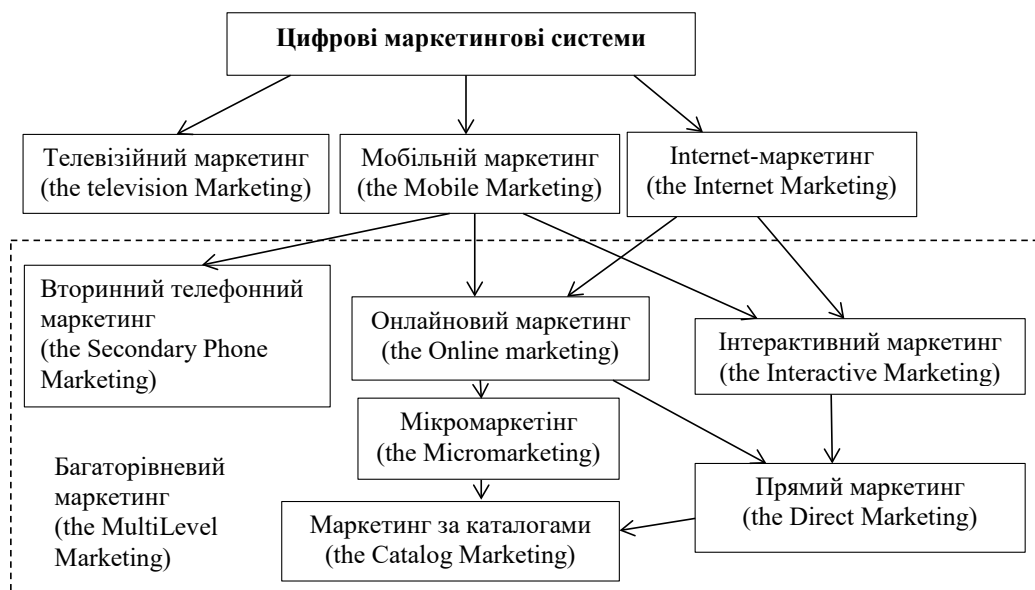 Цифрові маркетингові системи
Телевізійний маркетинг
(the television Marketing)
Мобільній маркетинг
(the Mobile Marketing)
Internet-маркетинг
(the Internet Marketing)
Вторинний телефонний
маркетинг
(the Secondary Phone
Marketing)
Онлайновий маркетинг
(the Online marketing)
Інтерактивний маркетинг
(the Interactive Marketing)
Мікромаркетінг
(the Micromarketing)
Багаторівневий
маркетинг
(the MultiLevel
Marketing)
Прямий маркетинг
(the Direct Marketing)
Маркетинг за каталогами
(the Catalog Marketing)